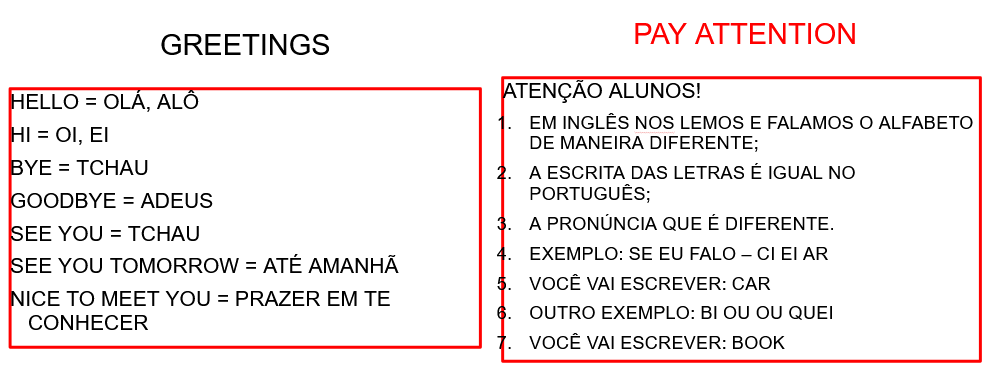 GREETINGS
HELLO = OLÁ, ALÔ
HI = OI, EI
BYE = TCHAU
GOODBYE = ADEUS
SEE YOU = TCHAU
SEE YOU TOMORROW = ATÉ AMANHÃ
NICE TO MEET YOU = PRAZER EM TE
CONHECER
PAY ATTENTION
ATENÇÃO ALUNOS!
1. EM INGLÊS NOS LEMOS E FALAMOS O ALFABETO
DE MANEIRA DIFERENTE;
2. A ESCRITA DAS LETRAS É IGUAL NO
PORTUGUÊS;
3. A PRONÚNCIA QUE É DIFERENTE.
4. EXEMPLO: SE EU FALO – CI EI AR
5. VOCÊ VAI ESCREVER: CAR
6. OUTRO EXEMPLO: BI OU OU QUEI
7. VOCÊ VAI ESCREVER: BOOK